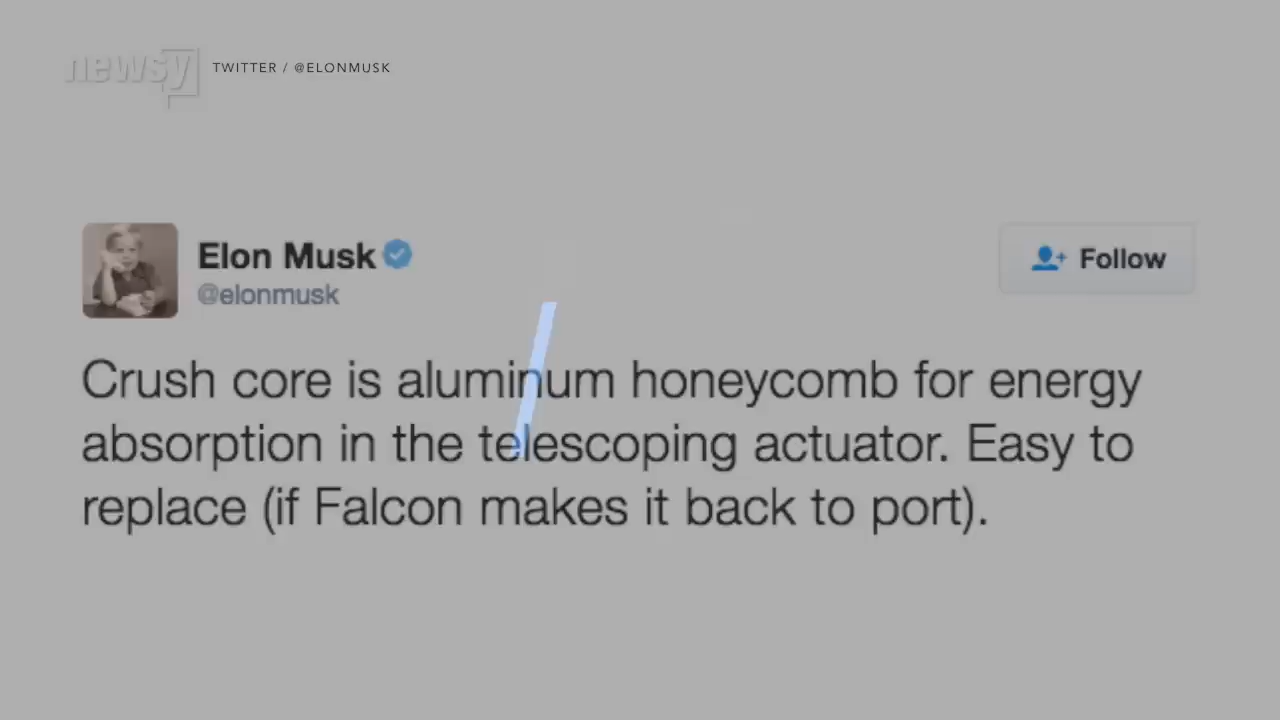 newsy
TWITTER / @ELONMUSK
Elon Musk
@elonmusk
Follow
Crush core is aluminum honeycomb for energy
absorption in the telescoping actuator. Easy to
replace (if Falcon makes it back to port).